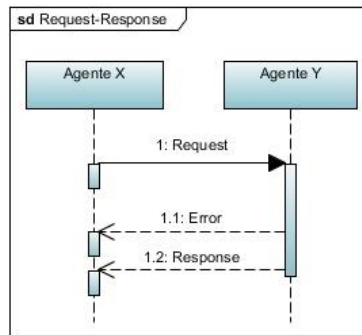 sd Request-Response
Agente X
Agente Y
1: Request
1.1: Error
1.2: Response